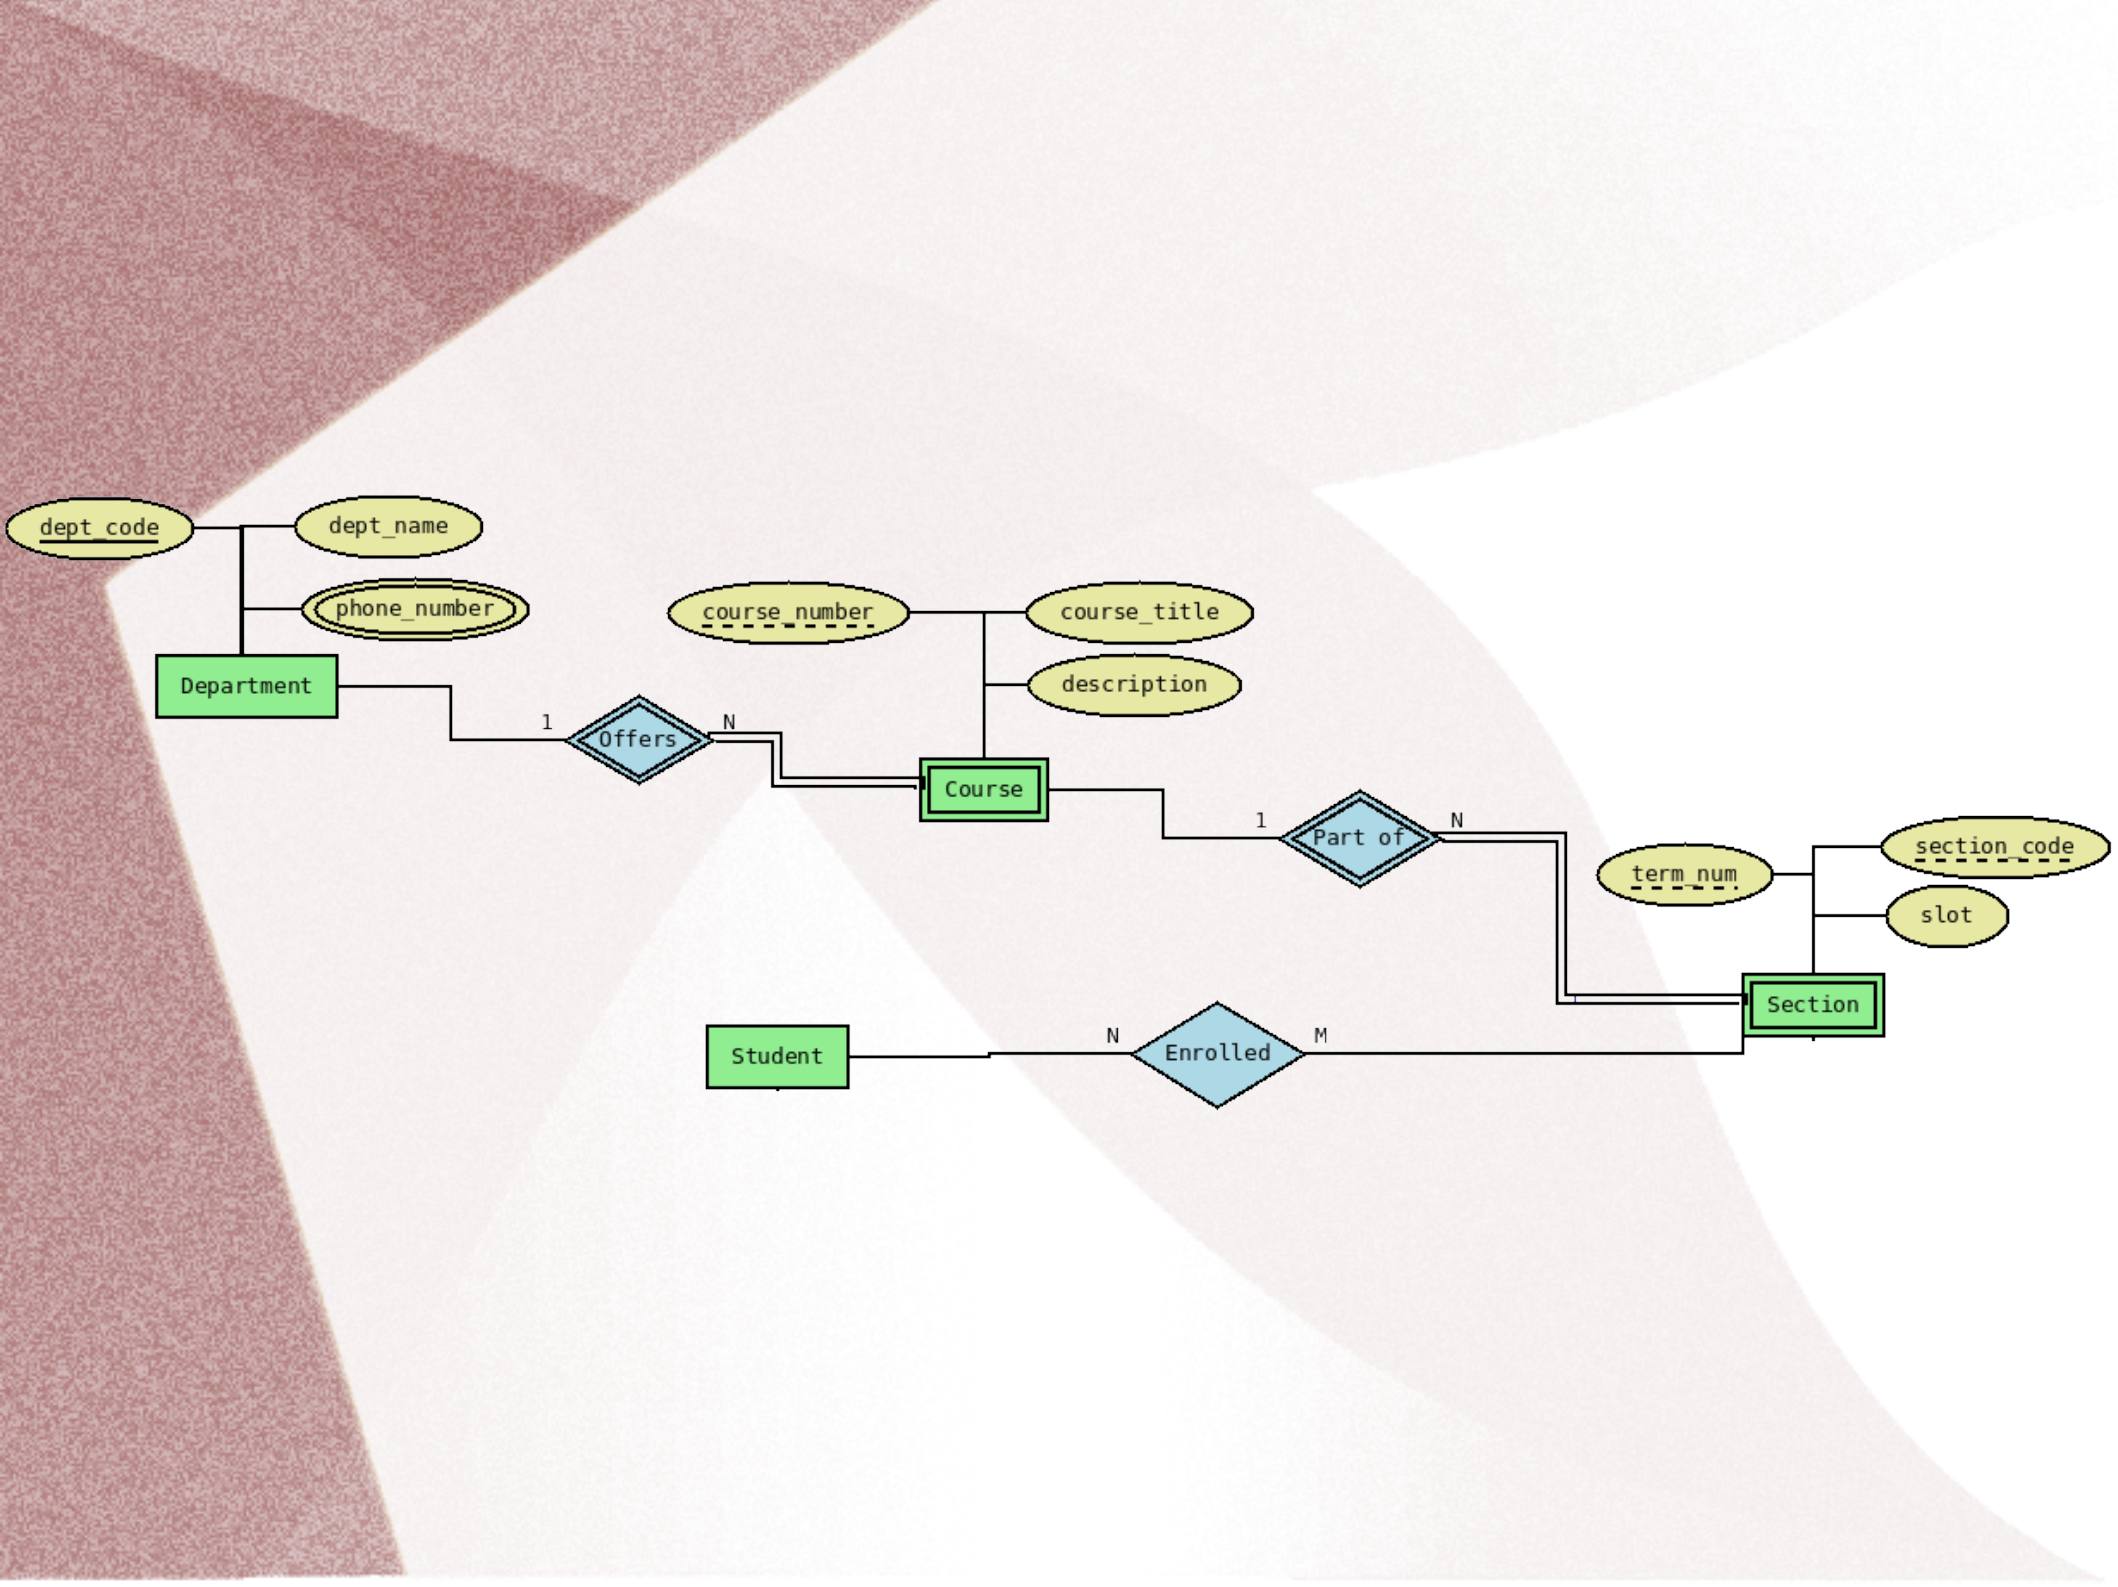 dept_code
dept_name
phone_number
Department
course_number
course_title
description
1
Offers
N
Course
1
Part of
N
term_num
section_code
slot
Section
Student
N
Enrolled
M